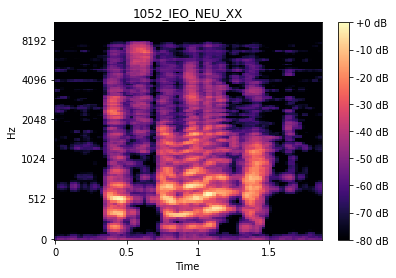 1052_IEO_NEU_XX
+0 dB
8192
-10 dB
4096
-20 dB
-30 dB
2048
Hz
-40 dB
1024
-50 dB
512
-60 dB
-70 dB
0
-80 dB
0
0.5
1
1.5
Time